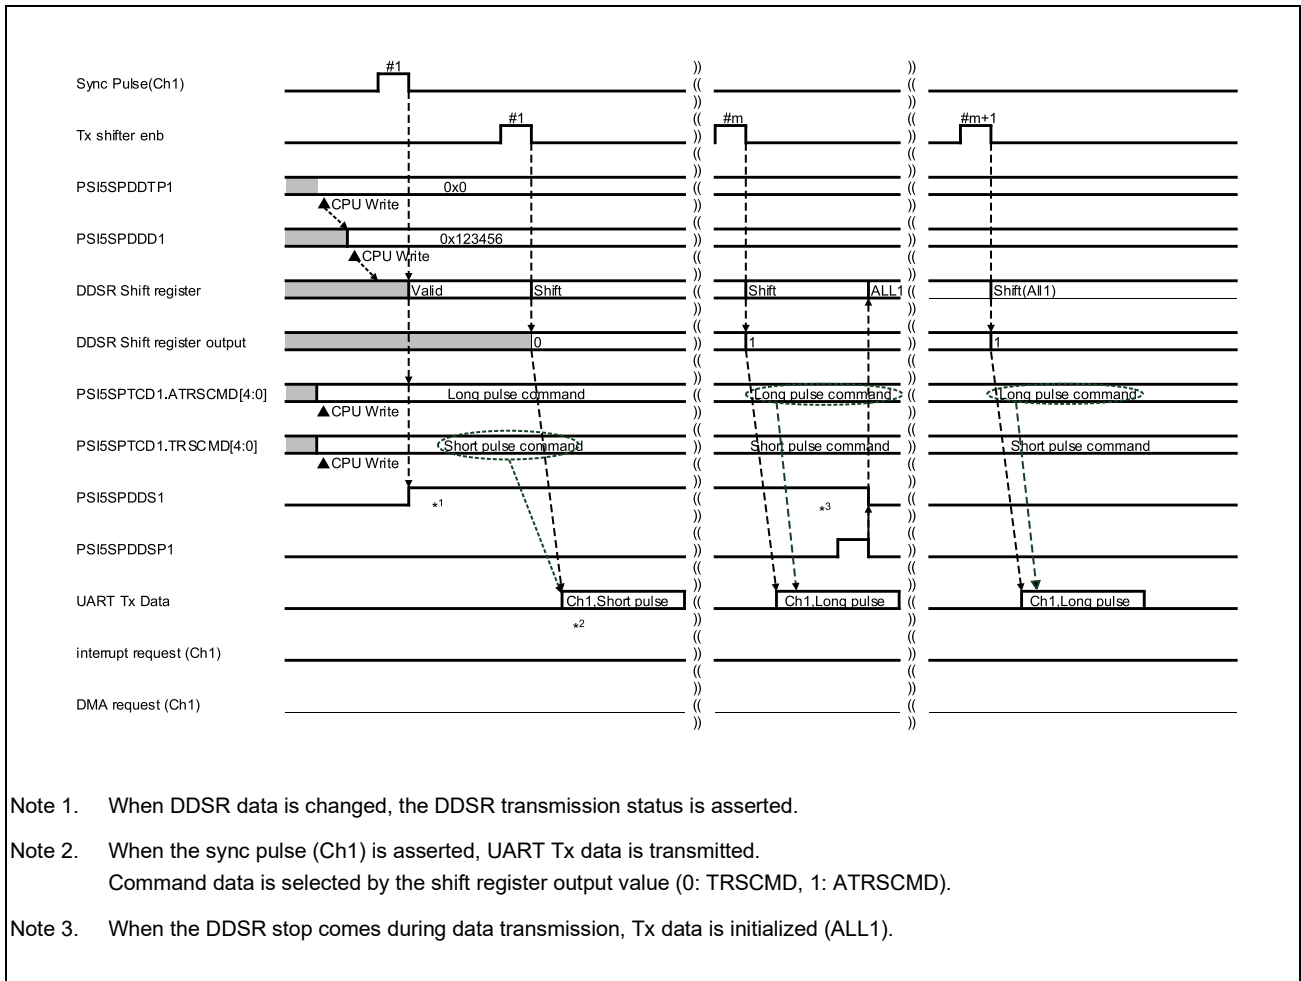 #1
Sync Pulse(Ch1)
#1 #m #m+1
Tx shifter enb
PSI5SPDDTP1 0x0
▲CPU Write
PSI5SPDDD1 0x123456
▲CPU Write
DDSR Shift register Valid Shift Shift ALL1 Shift(All1)
DDSR Shift register output 0 1 1
PSI5SPTCD1.ATRSCMD[4:0] Long pulse command Long pulse command Long pulse command
▲CPU Write
PSI5SPTCD1.TRSCMD[4:0] Short pulse command Short pulse command Short pulse command
▲CPU Write
PSI5SPDDS1
*1 *3
PSI5SPDDSP1
UART Tx Data Ch1,Short pulse Ch1,Long pulse Ch1,Long pulse
*2
interrupt request (Ch1)
DMA request (Ch1)
Note 1. When DDSR data is changed, the DDSR transmission status is asserted.
Note 2. When the sync pulse (Ch1) is asserted, UART Tx data is transmitted.
Command data is selected by the shift register output value (0: TRSCMD, 1: ATRSCMD).
Note 3. When the DDSR stop comes during data transmission, Tx data is initialized (ALL1).